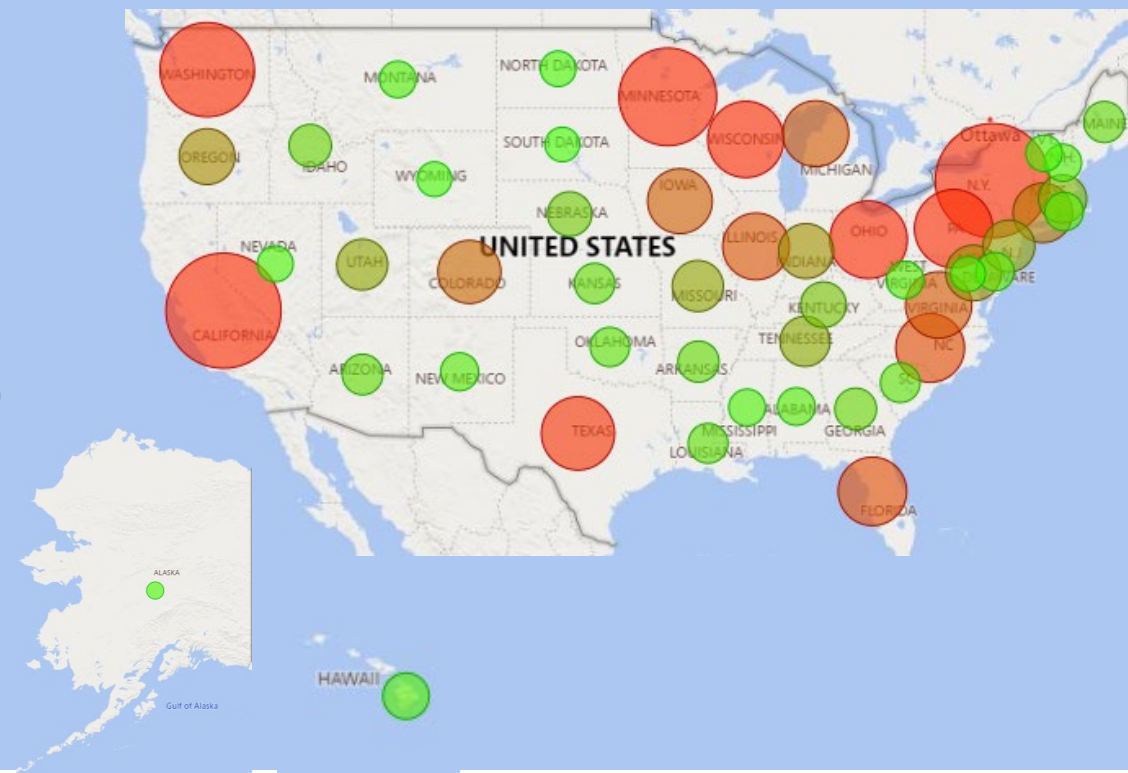 WASHINGTON
MONTANA
NORTH DAKOTA
MINNESOTA
WISCONSIN
MICHIGAN
Ottawa
MAINE
VT.
N.H.
OREGON
IDAHO
SOUTH DAKOTA
WYOMING
IOWA
N.Y.
NEBRASKA
UNITED STATES
NEVADA
UTAH
COLORADO
ILLINOIS
INDIANA
OHIO
PA
N.J.
KANSAS
MISSOURI
WEST
VIRGINIA
KENTUCKY
VIRGINIA
CALIFORNIA
OKLAHOMA
TENNESSEE
NC
ARIZONA
NEW MEXICO
ARKANSAS
SC
TEXAS
MISSISSIPPI
ALABAMA
GEORGIA
LOUISIANA
FLORIDA
ALASKA
HAWAII
Gulf of Alaska